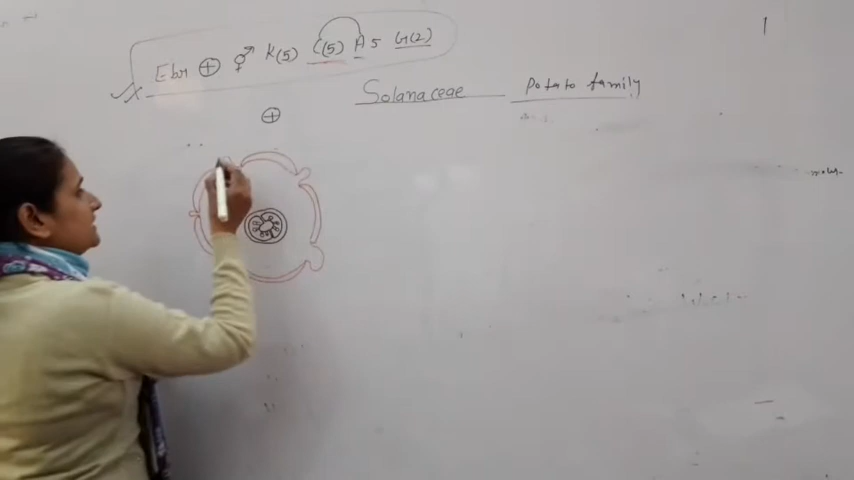 Ebr ⊕ ⚥ K(5) C(5) A5 G(2)
Solanaceae Potato family
⊕